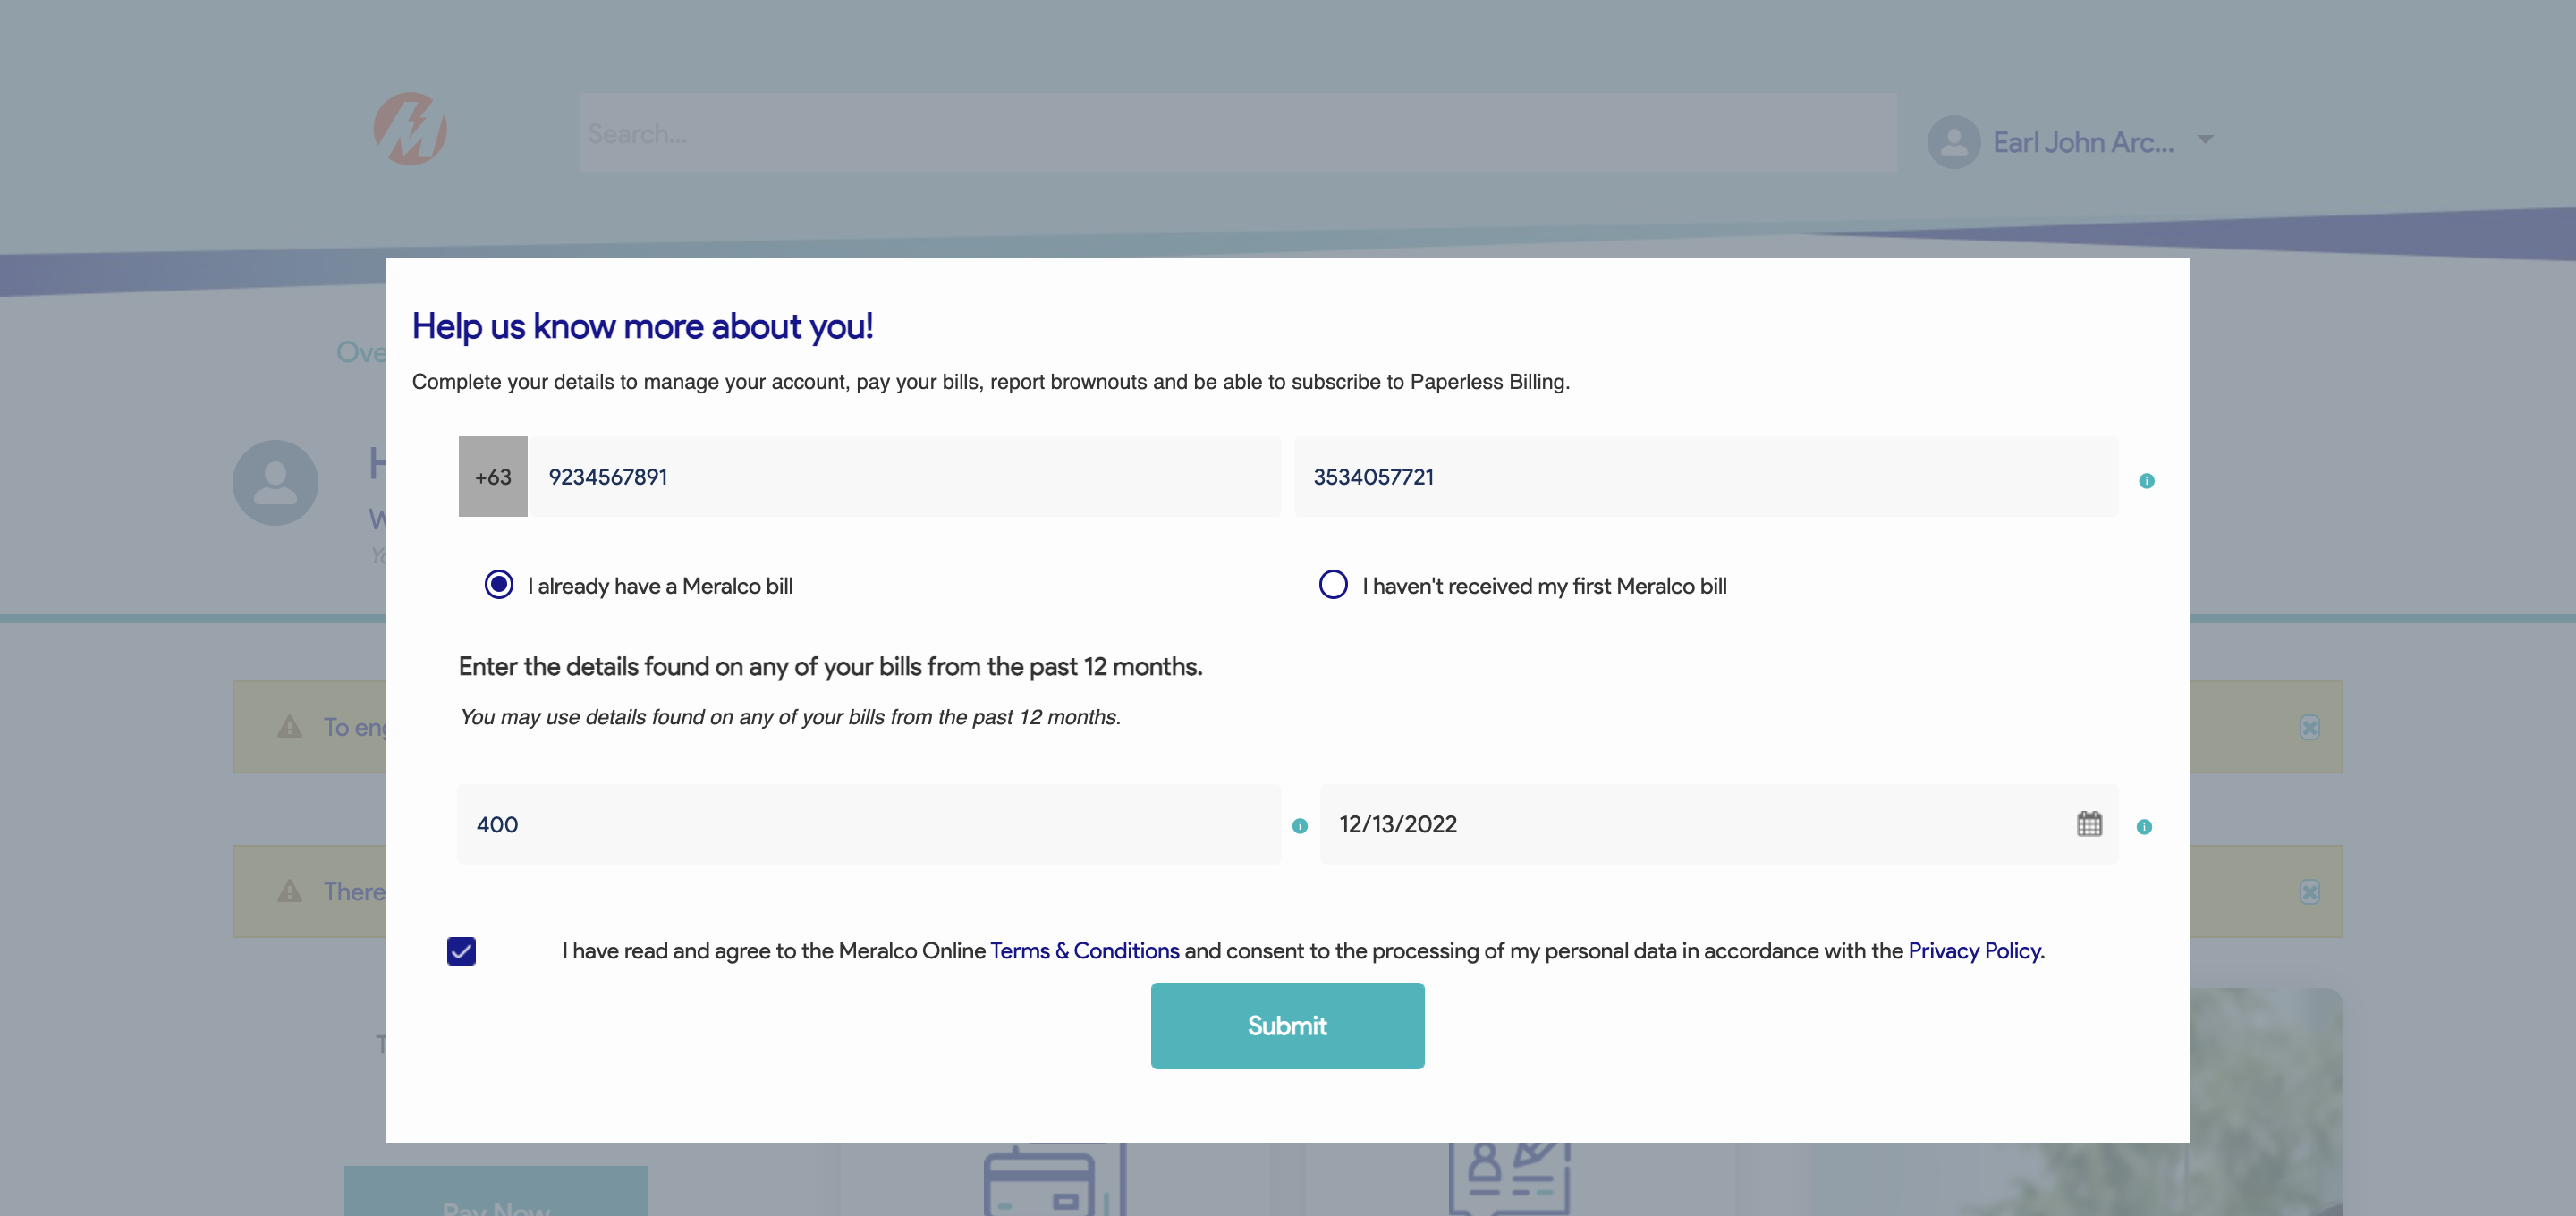 Search...
Earl John Arc...
Help us know more about you!
Complete your details to manage your account, pay your bills, report brownouts and be able to subscribe to Paperless Billing.
+63 9234567891 3534057721
I already have a Meralco bill I haven't received my first Meralco bill
Enter the details found on any of your bills from the past 12 months.
You may use details found on any of your bills from the past 12 months.
To
400 12/13/2022
There
I have read and agree to the Meralco Online Terms & Conditions and consent to the processing of my personal data in accordance with the Privacy Policy.
Submit
Pay Now